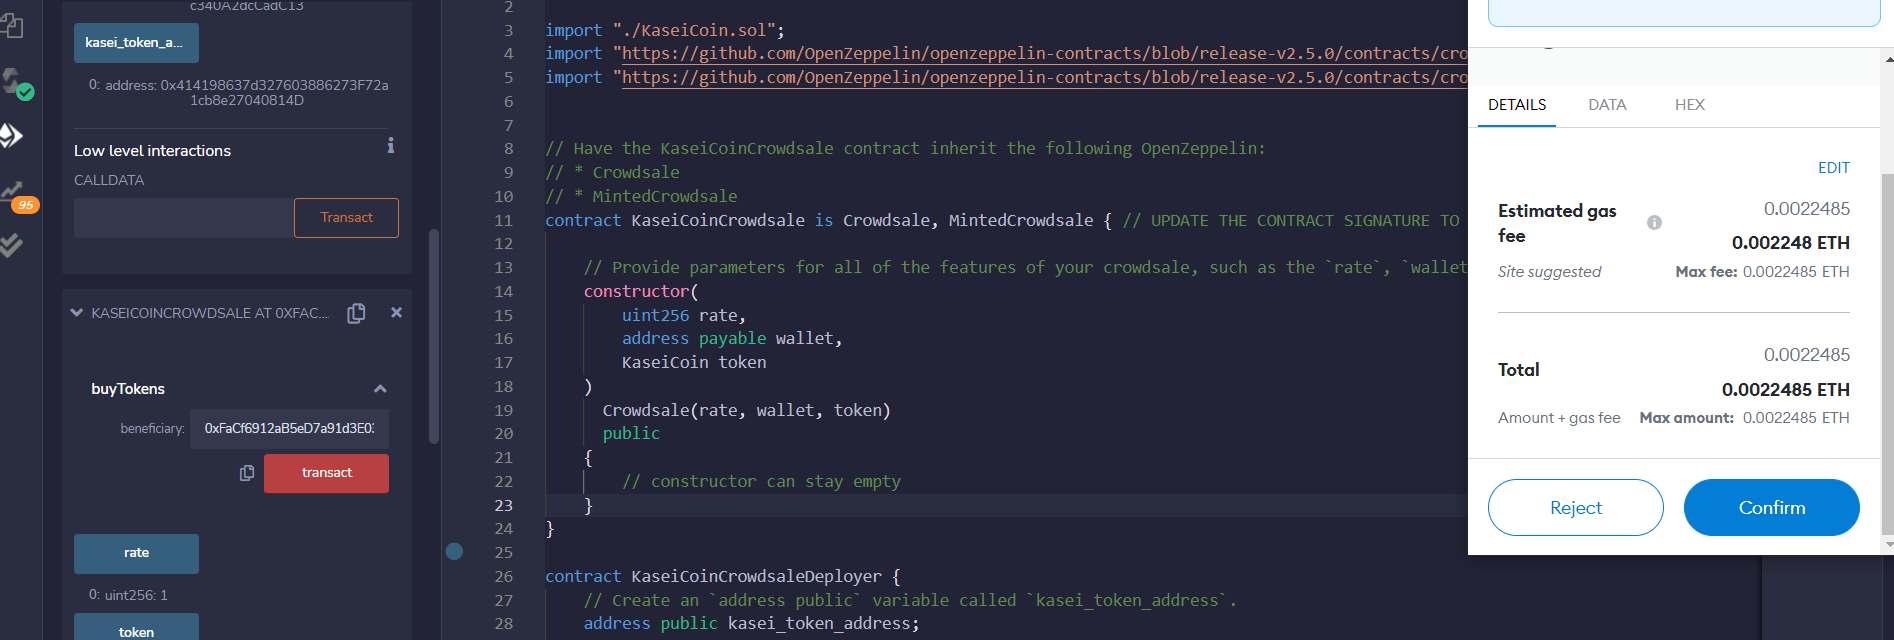 c340A2dcCadC13
kasei_token_a...
0: address: 0x414198637d327603886273F72a
1cb8e27040814D
Low level interactions
i
CALLDATA
Transact
95
KASEICOINCROWDSALE AT 0XFAC...
buyTokens
beneficiary: 0xFaCf6912aB5eD7a91d3E03
transact
rate
0: uint256: 1
token
2
3 import "./KaseiCoin.sol";
4 import "https://github.com/OpenZeppelin/openzeppelin-contracts/blob/release-v2.5.0/contracts/cro
5 import "https://github.com/OpenZeppelin/openzeppelin-contracts/blob/release-v2.5.0/contracts/cro
6
7
8 // Have the KaseiCoinCrowdsale contract inherit the following OpenZeppelin:
9 // * Crowdsale
10 // * MintedCrowdsale
11 contract KaseiCoinCrowdsale is Crowdsale, MintedCrowdsale { // UPDATE THE CONTRACT SIGNATURE TO
12
13 // Provide parameters for all of the features of your crowdsale, such as the `rate`, `wallet
14 constructor(
15 uint256 rate,
16 address payable wallet,
17 KaseiCoin token
18 )
19 Crowdsale(rate, wallet, token)
20 public
21 {
22 // constructor can stay empty
23 }
24 }
25
26 contract KaseiCoinCrowdsaleDeployer {
27 // Create an `address public` variable called `kasei_token_address`.
28 address public kasei_token_address;
DETAILS DATA HEX
EDIT
Estimated gas
fee
i
0.0022485
0.002248 ETH
Site suggested
Max fee: 0.0022485 ETH
0.0022485
Total
0.0022485 ETH
Amount + gas fee Max amount: 0.0022485 ETH
Reject
Confirm